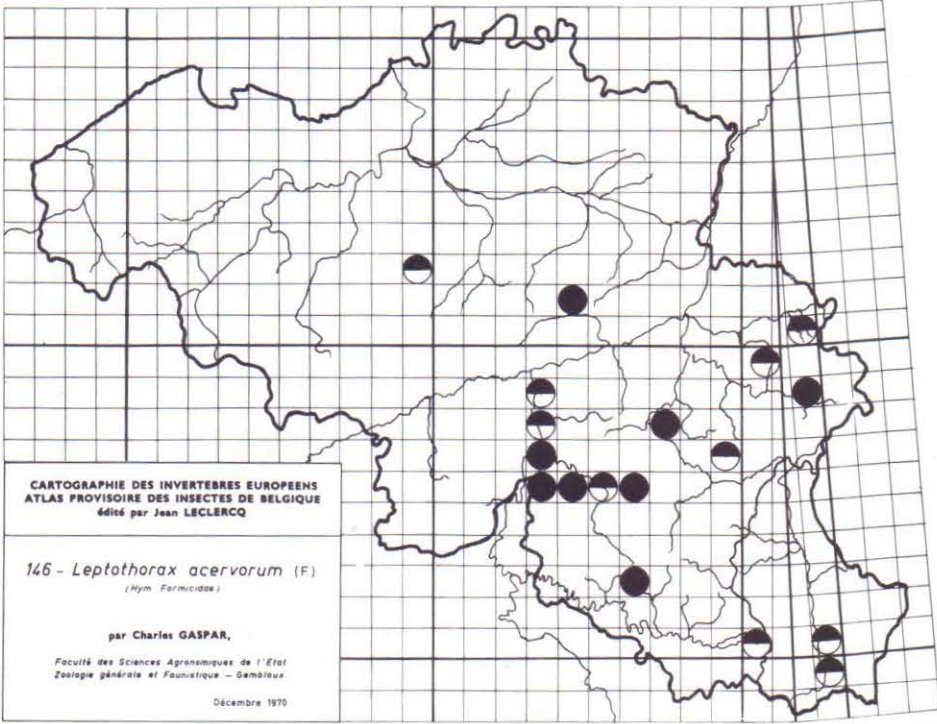 CARTOGRAPHIE DES INVERTEBRES EUROPEENS
ATLAS PROVISOIRE DES INSECTES DE BELGIQUE
édité par Jean LECLERCQ
146 - Leptothorax acervorum (F)
(Hym Formicidae)
par Charles GASPAR,
Faculté des Sciences Agronomiques de l'Etat
Zoologie générale et Faunistique - Gembloux
Décembre 1970